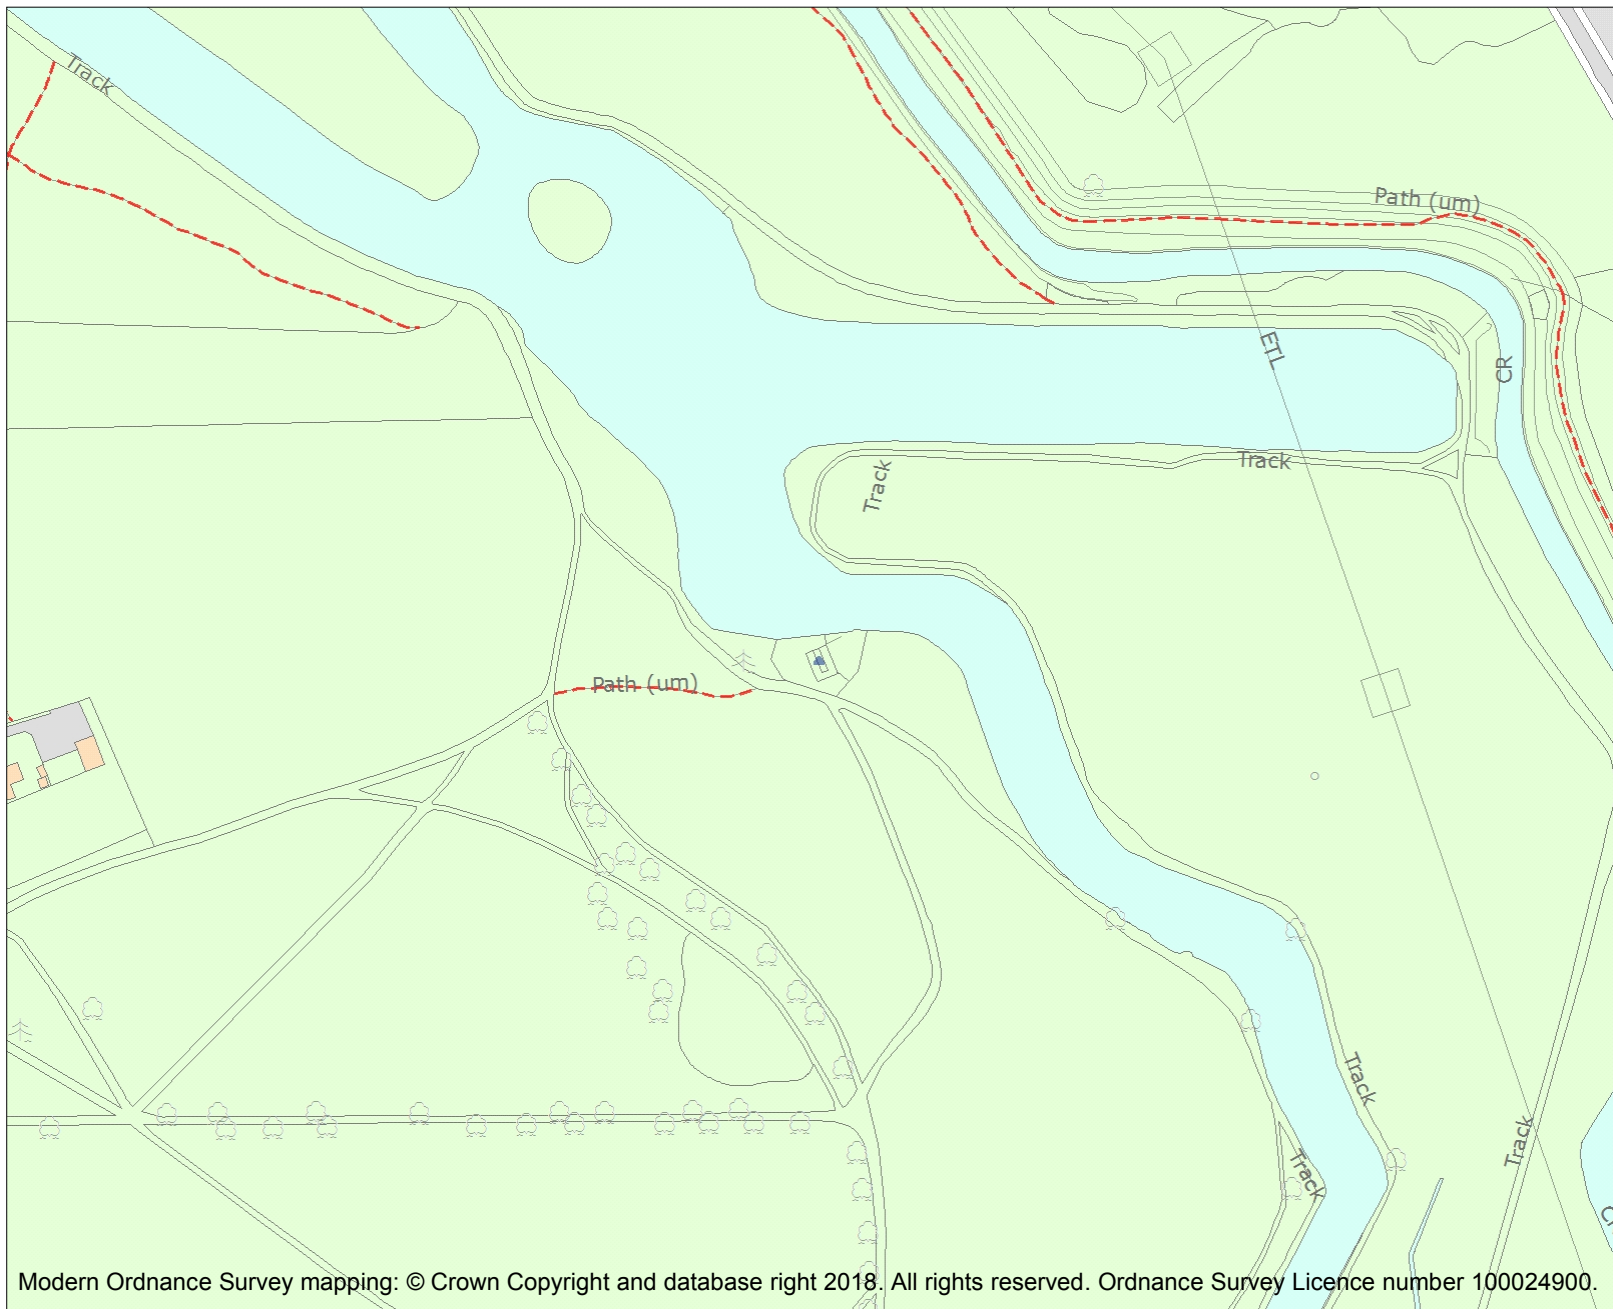 Track
Path (um)
ETL
CR
Track
Track
Path (um)
Track
Track
Track
Modern Ordnance Survey mapping: © Crown Copyright and database right 2018. All rights reserved. Ordnance Survey Licence number 100024900.